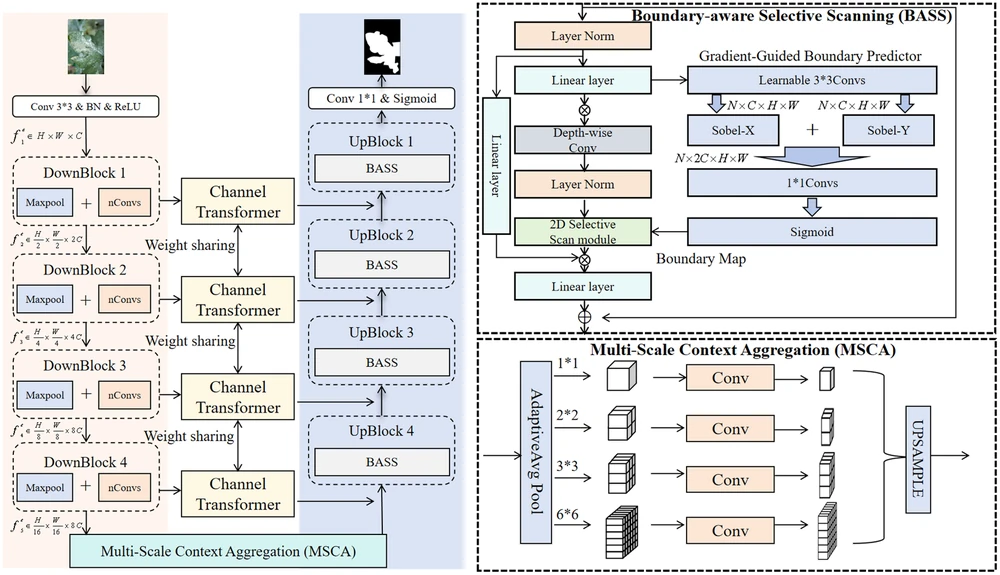 Conv 3*3 & BN & ReLU
f₁ᵉ ∈ H × W × C
DownBlock 1
Maxpool + nConvs
f₂ᵉ ∈ H/2 × W/2 × 2C
DownBlock 2
Maxpool + nConvs
f₃ᵉ ∈ H/4 × W/4 × 4C
DownBlock 3
Maxpool + nConvs
∈ H/8 × W/8 × 8C
DownBlock 4
Maxpool + nConvs
∈ H/16 × W/16 × 8C
Channel
Transformer
Weight sharing
Channel
Transformer
Weight sharing
Channel
Transformer
Weight sharing
Channel
Transformer
Multi-Scale Context Aggregation (MSCA)
Conv 1*1 & Sigmoid
UpBlock 1
BASS
UpBlock 2
BASS
UpBlock 3
BASS
UpBlock 4
BASS
Boundary-aware Selective Scanning (BASS)
Layer Norm
Linear layer
Linear layer
Depth-wise
Conv
Layer Norm
2D Selective
Scan module
Linear layer
Gradient-Guided Boundary Predictor
Learnable 3*3Convs
N×C×H×W N×C×H×W
Sobel-X + Sobel-Y
N×2C×H×W
1*1Convs
Sigmoid
Boundary Map
Multi-Scale Context Aggregation (MSCA)
AdaptiveAvg Pool
1*1
Conv
2*2
Conv
3*3
Conv
6*6
Conv
UPSAMPLE